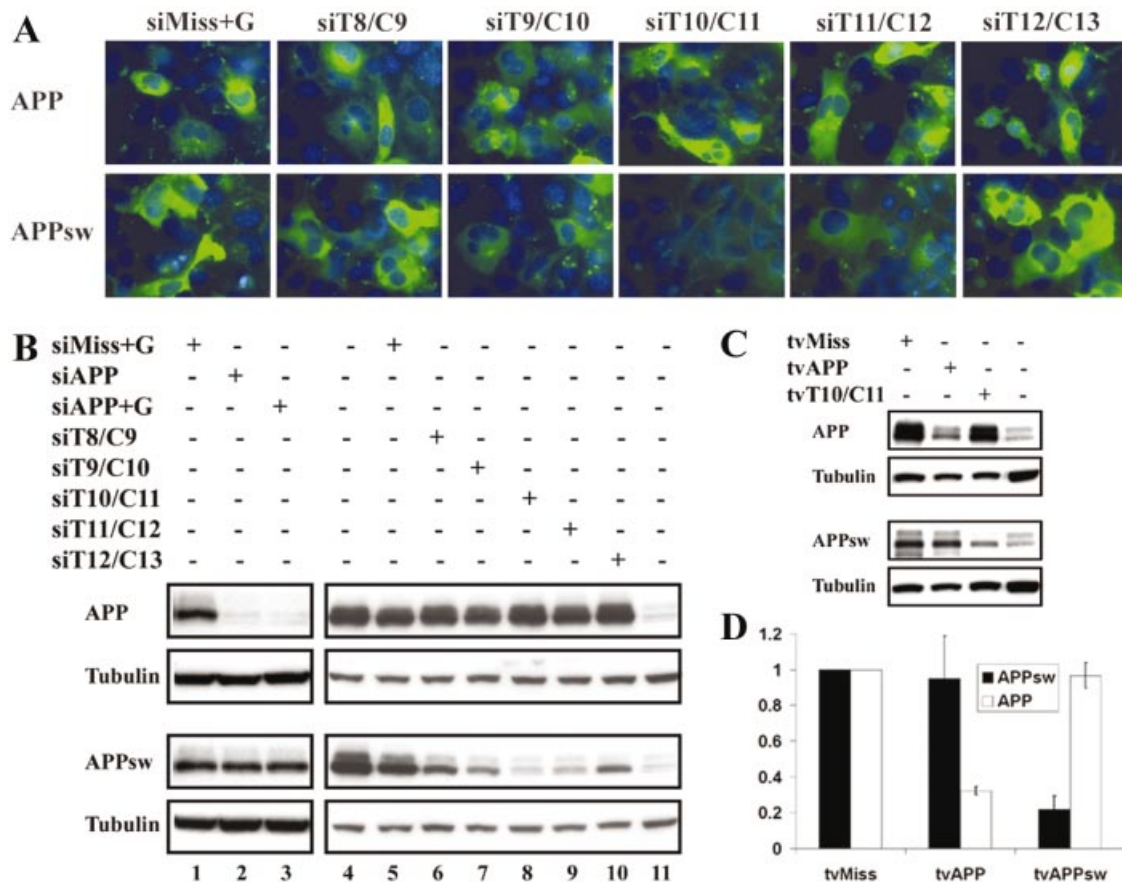 A
siMiss+G siT8/C9 siT9/C10 siT10/C11 siT11/C12 siT12/C13
APP
APPsw
B
siMiss+G + - - - + - - - - - -
siAPP - + - - - - - - - - -
siAPP+G - - + - - - - - - - -
siT8/C9 - - - - - + - - - - -
siT9/C10 - - - - - - + - - - -
siT10/C11 - - - - - - - + - - -
siT11/C12 - - - - - - - - + - -
siT12/C13 - - - - - - - - - + -
APP
Tubulin
APPsw
Tubulin
1 2 3 4 5 6 7 8 9 10 11
C
tvMiss + - - -
tvAPP - + - -
tvT10/C11 - - + -
APP
Tubulin
APPsw
Tubulin
D
1.2
1
0.8
0.6
0.4
0.2
0
APPsw
APP
tvMiss tvAPP tvAPPsw